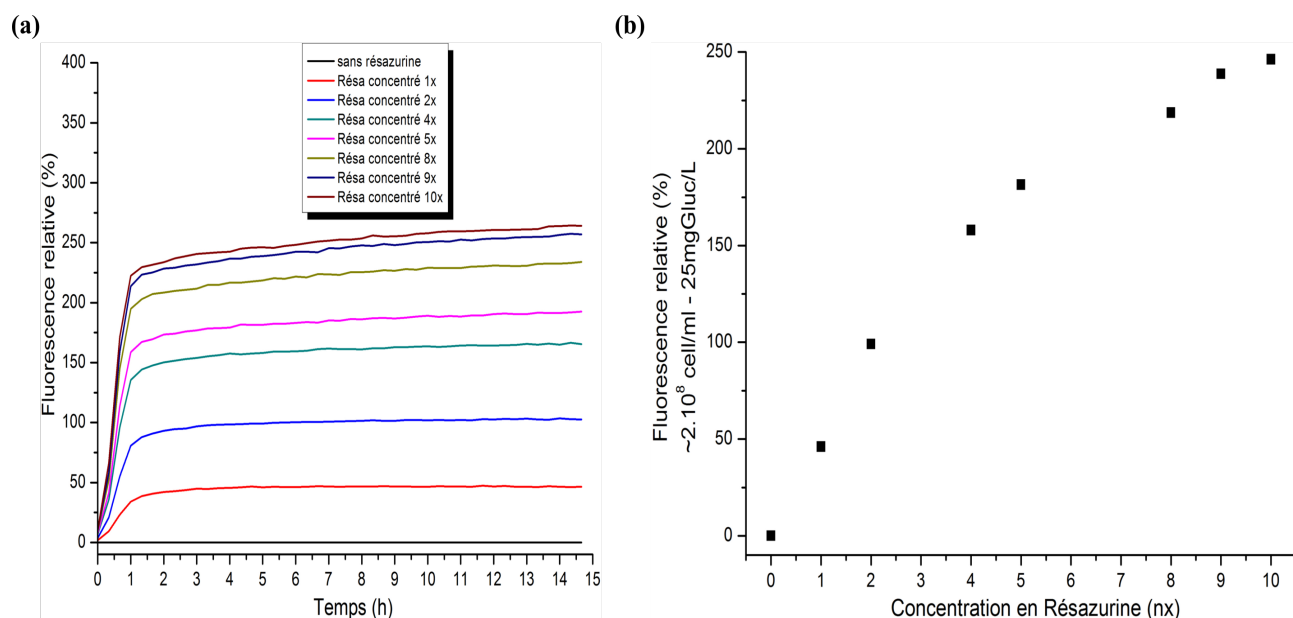 (a)
(b)
sans résazurine
Résa concentré 1x
Résa concentré 2x
Résa concentré 4x
Résa concentré 5x
Résa concentré 8x
Résa concentré 9x
Résa concentré 10x
Fluorescence relative (%)
400
350
300
250
200
150
100
50
0
0 1 2 3 4 5 6 7 8 9 10 11 12 13 14 15
Temps (h)
Fluorescence relative (%)
~2.10⁸ cell/ml - 25mgGluc/L
250
200
150
100
50
0
0 1 2 3 4 5 6 7 8 9 10
Concentration en Résazurine (nx)